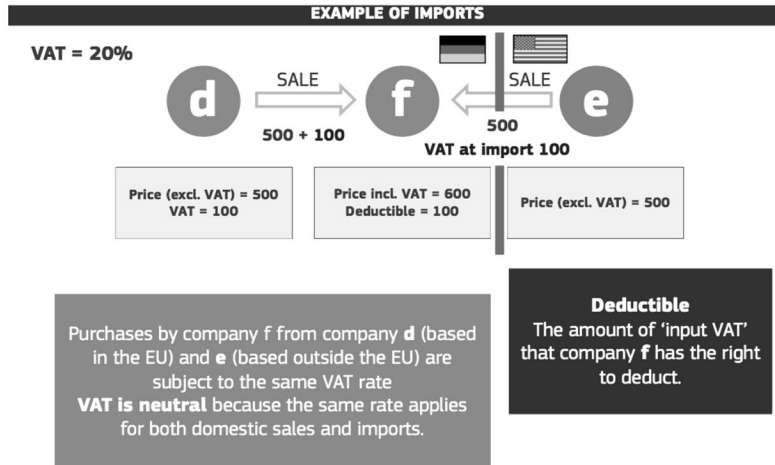 EXAMPLE OF IMPORTS
VAT = 20%
d
SALE
f
SALE
e
500 + 100
500
VAT at import 100
Price (excl. VAT) = 500
VAT = 100
Price incl. VAT = 600
Deductible = 100
Price (excl. VAT) = 500
Purchases by company f from company d (based
in the EU) and e (based outside the EU) are
subject to the same VAT rate
VAT is neutral because the same rate applies
for both domestic sales and imports.
Deductible
The amount of ‘input VAT’
that company f has the right
to deduct.